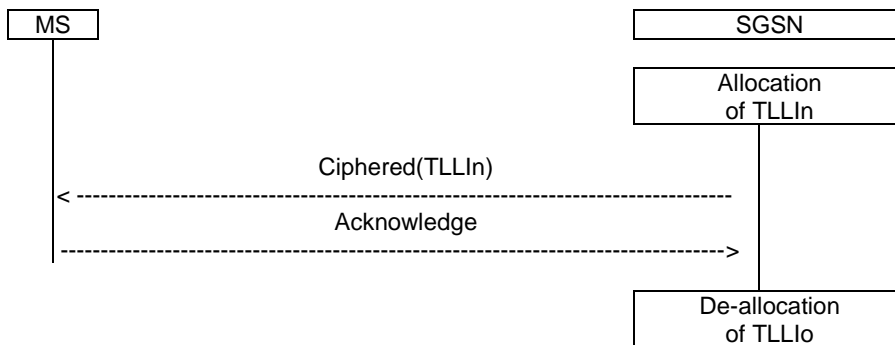 MS
SGSN
Allocation
of TLLIn
Ciphered(TLLIn)
Acknowledge
De-allocation
of TLLIo